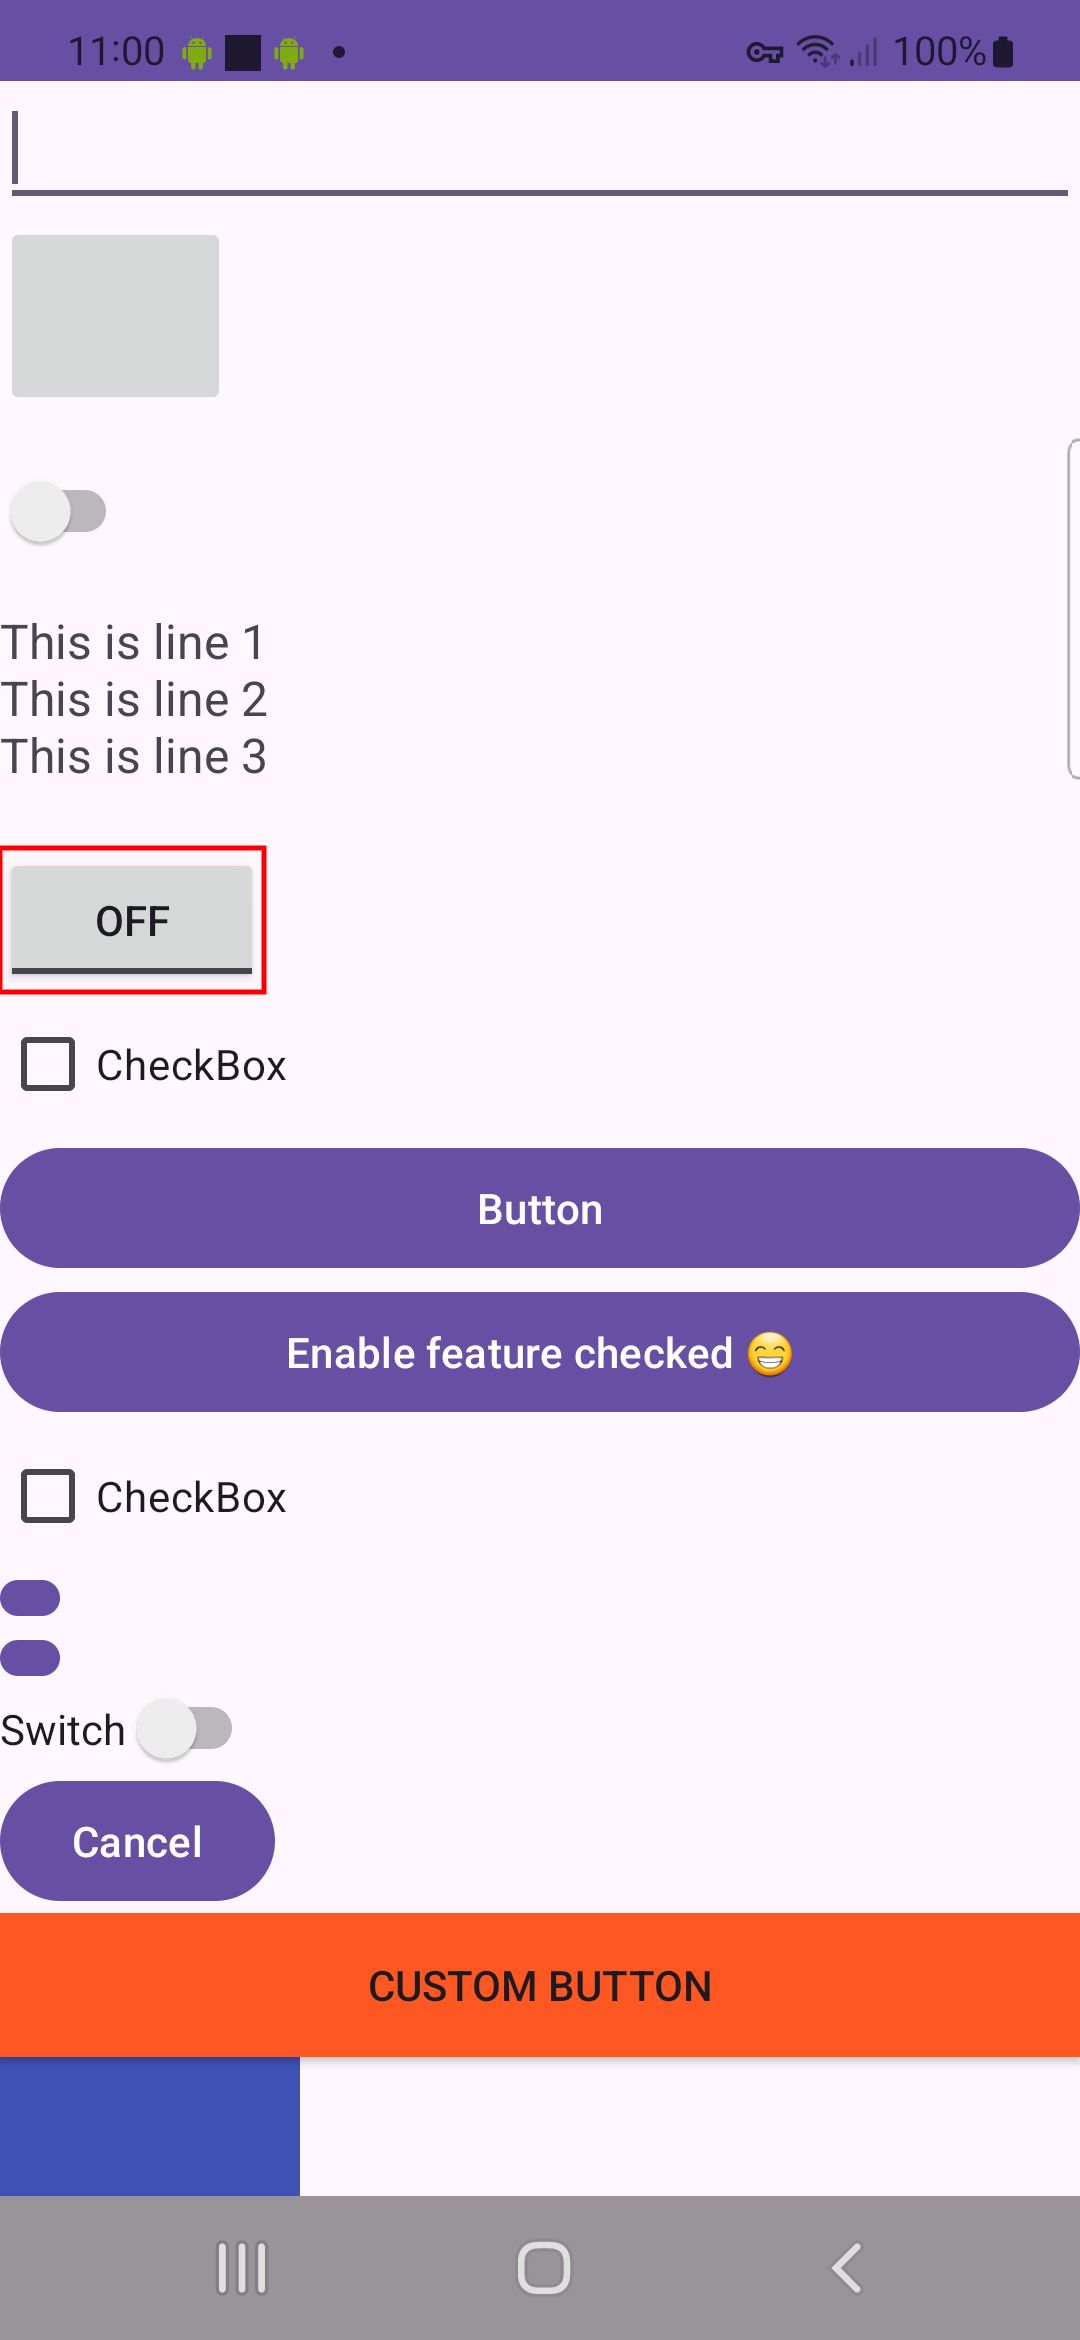 11:00
100%
This is line 1
This is line 2
This is line 3
OFF
CheckBox
Button
Enable feature checked 😁
CheckBox
Switch
Cancel
CUSTOM BUTTON